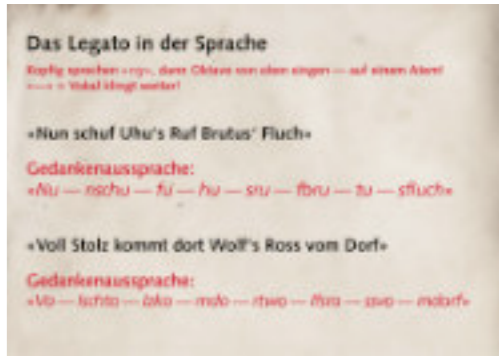 Das Legato in der Sprache
Kopfig sprechen «ng», dann Oktave von oben singen — auf einem Atem!
«—» = Vokal klingt weiter!
«Nun schuf Uhu's Ruf Brutus' Fluch»
Gedankenaussprache:
«Nu — nschu — fu — hu — sru — fbru — tu — sfluch»
«Voll Stolz kommt dort Wolf's Ross vom Dorf»
Gedankenaussprache:
«Vo — lschto — lzko — mdo — rtwo — lfsro — ssvo — mdorf»